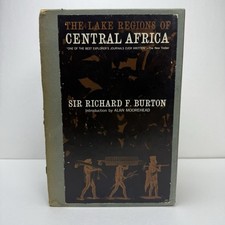 THE LAKE REGIONS OF
CENTRAL AFRICA
"ONE OF THE BEST EXPLORER'S JOURNALS EVER WRITTEN"—The New Yorker
SIR RICHARD F. BURTON
introduction by ALAN MOOREHEAD